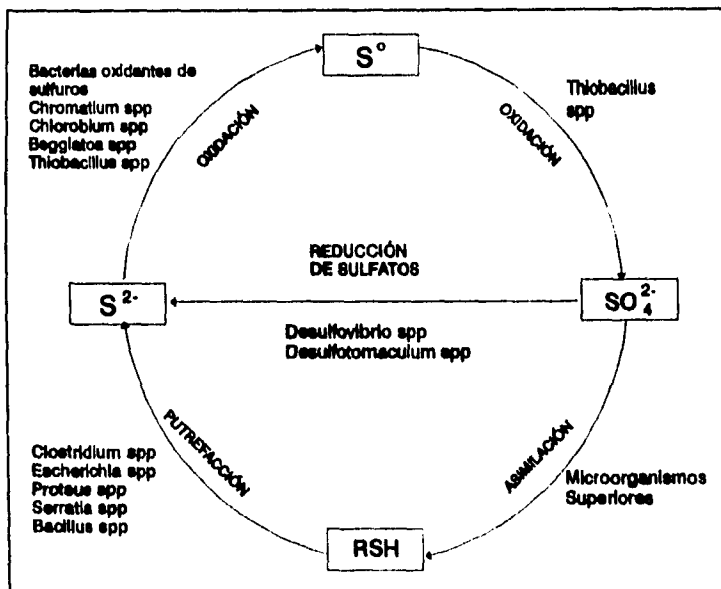 S°
Bacterias oxidantes de
sulfuros
Chromatium spp
Chlorobium spp
Beggiatoa spp
Thiobacillus spp
OXIDACIÓN
OXIDACIÓN
Thiobacillus
spp
REDUCCIÓN
DE SULFATOS
S²⁻
SO₄²⁻
Desulfovibrio spp
Desulfotomaculum spp
PUTREFACCIÓN
ASIMILACIÓN
Clostridium spp
Escherichia spp
Proteus spp
Serratia spp
Bacillus spp
Microorganismos
Superiores
RSH